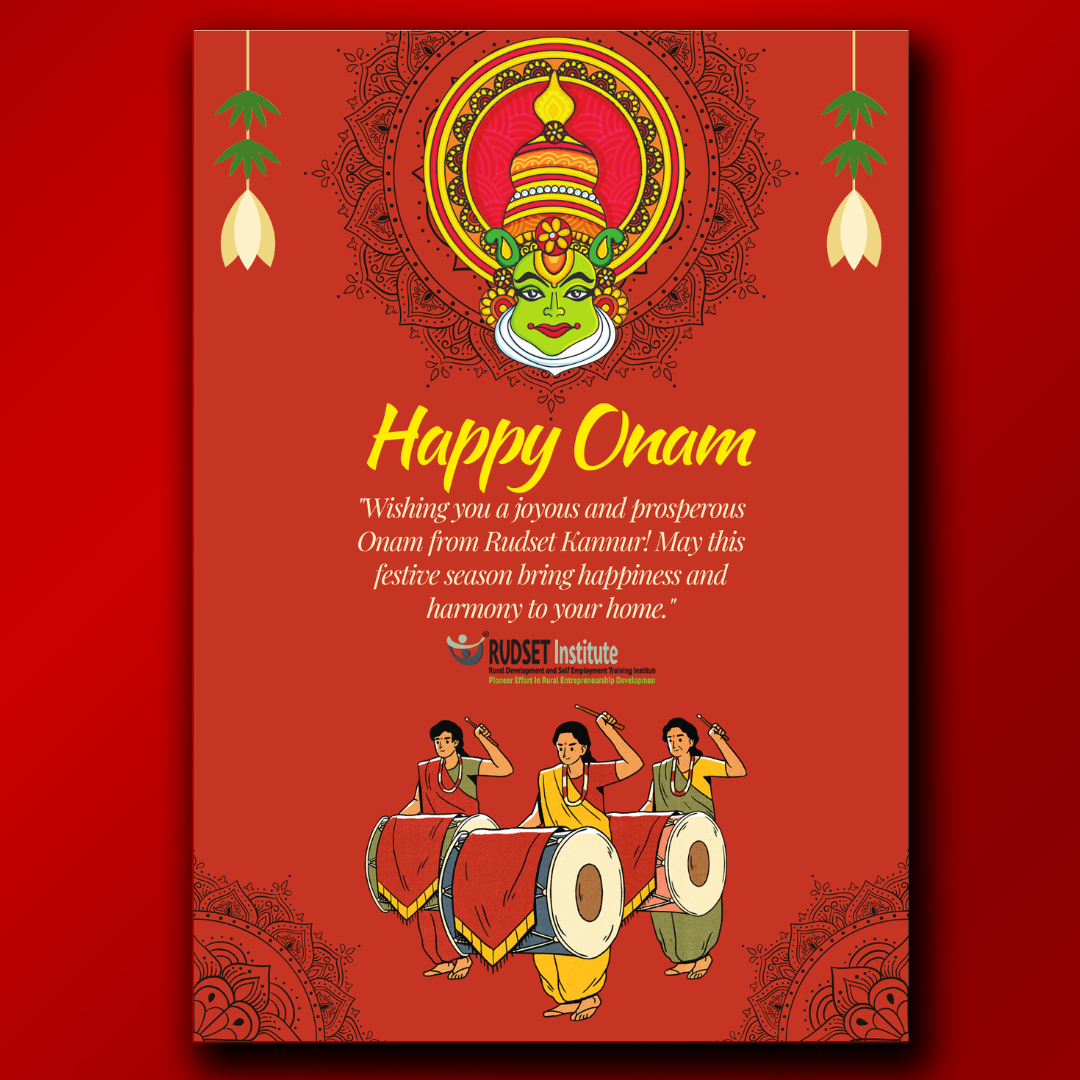 Happy Onam
"Wishing you a joyous and prosperous
Onam from Rudset Kannur! May this
festive season bring happiness and
harmony to your home."
RUDSET Institute
Rural Development and Self Employment Training Institute
Pioneer Effort in Rural Entrepreneurship Developmen